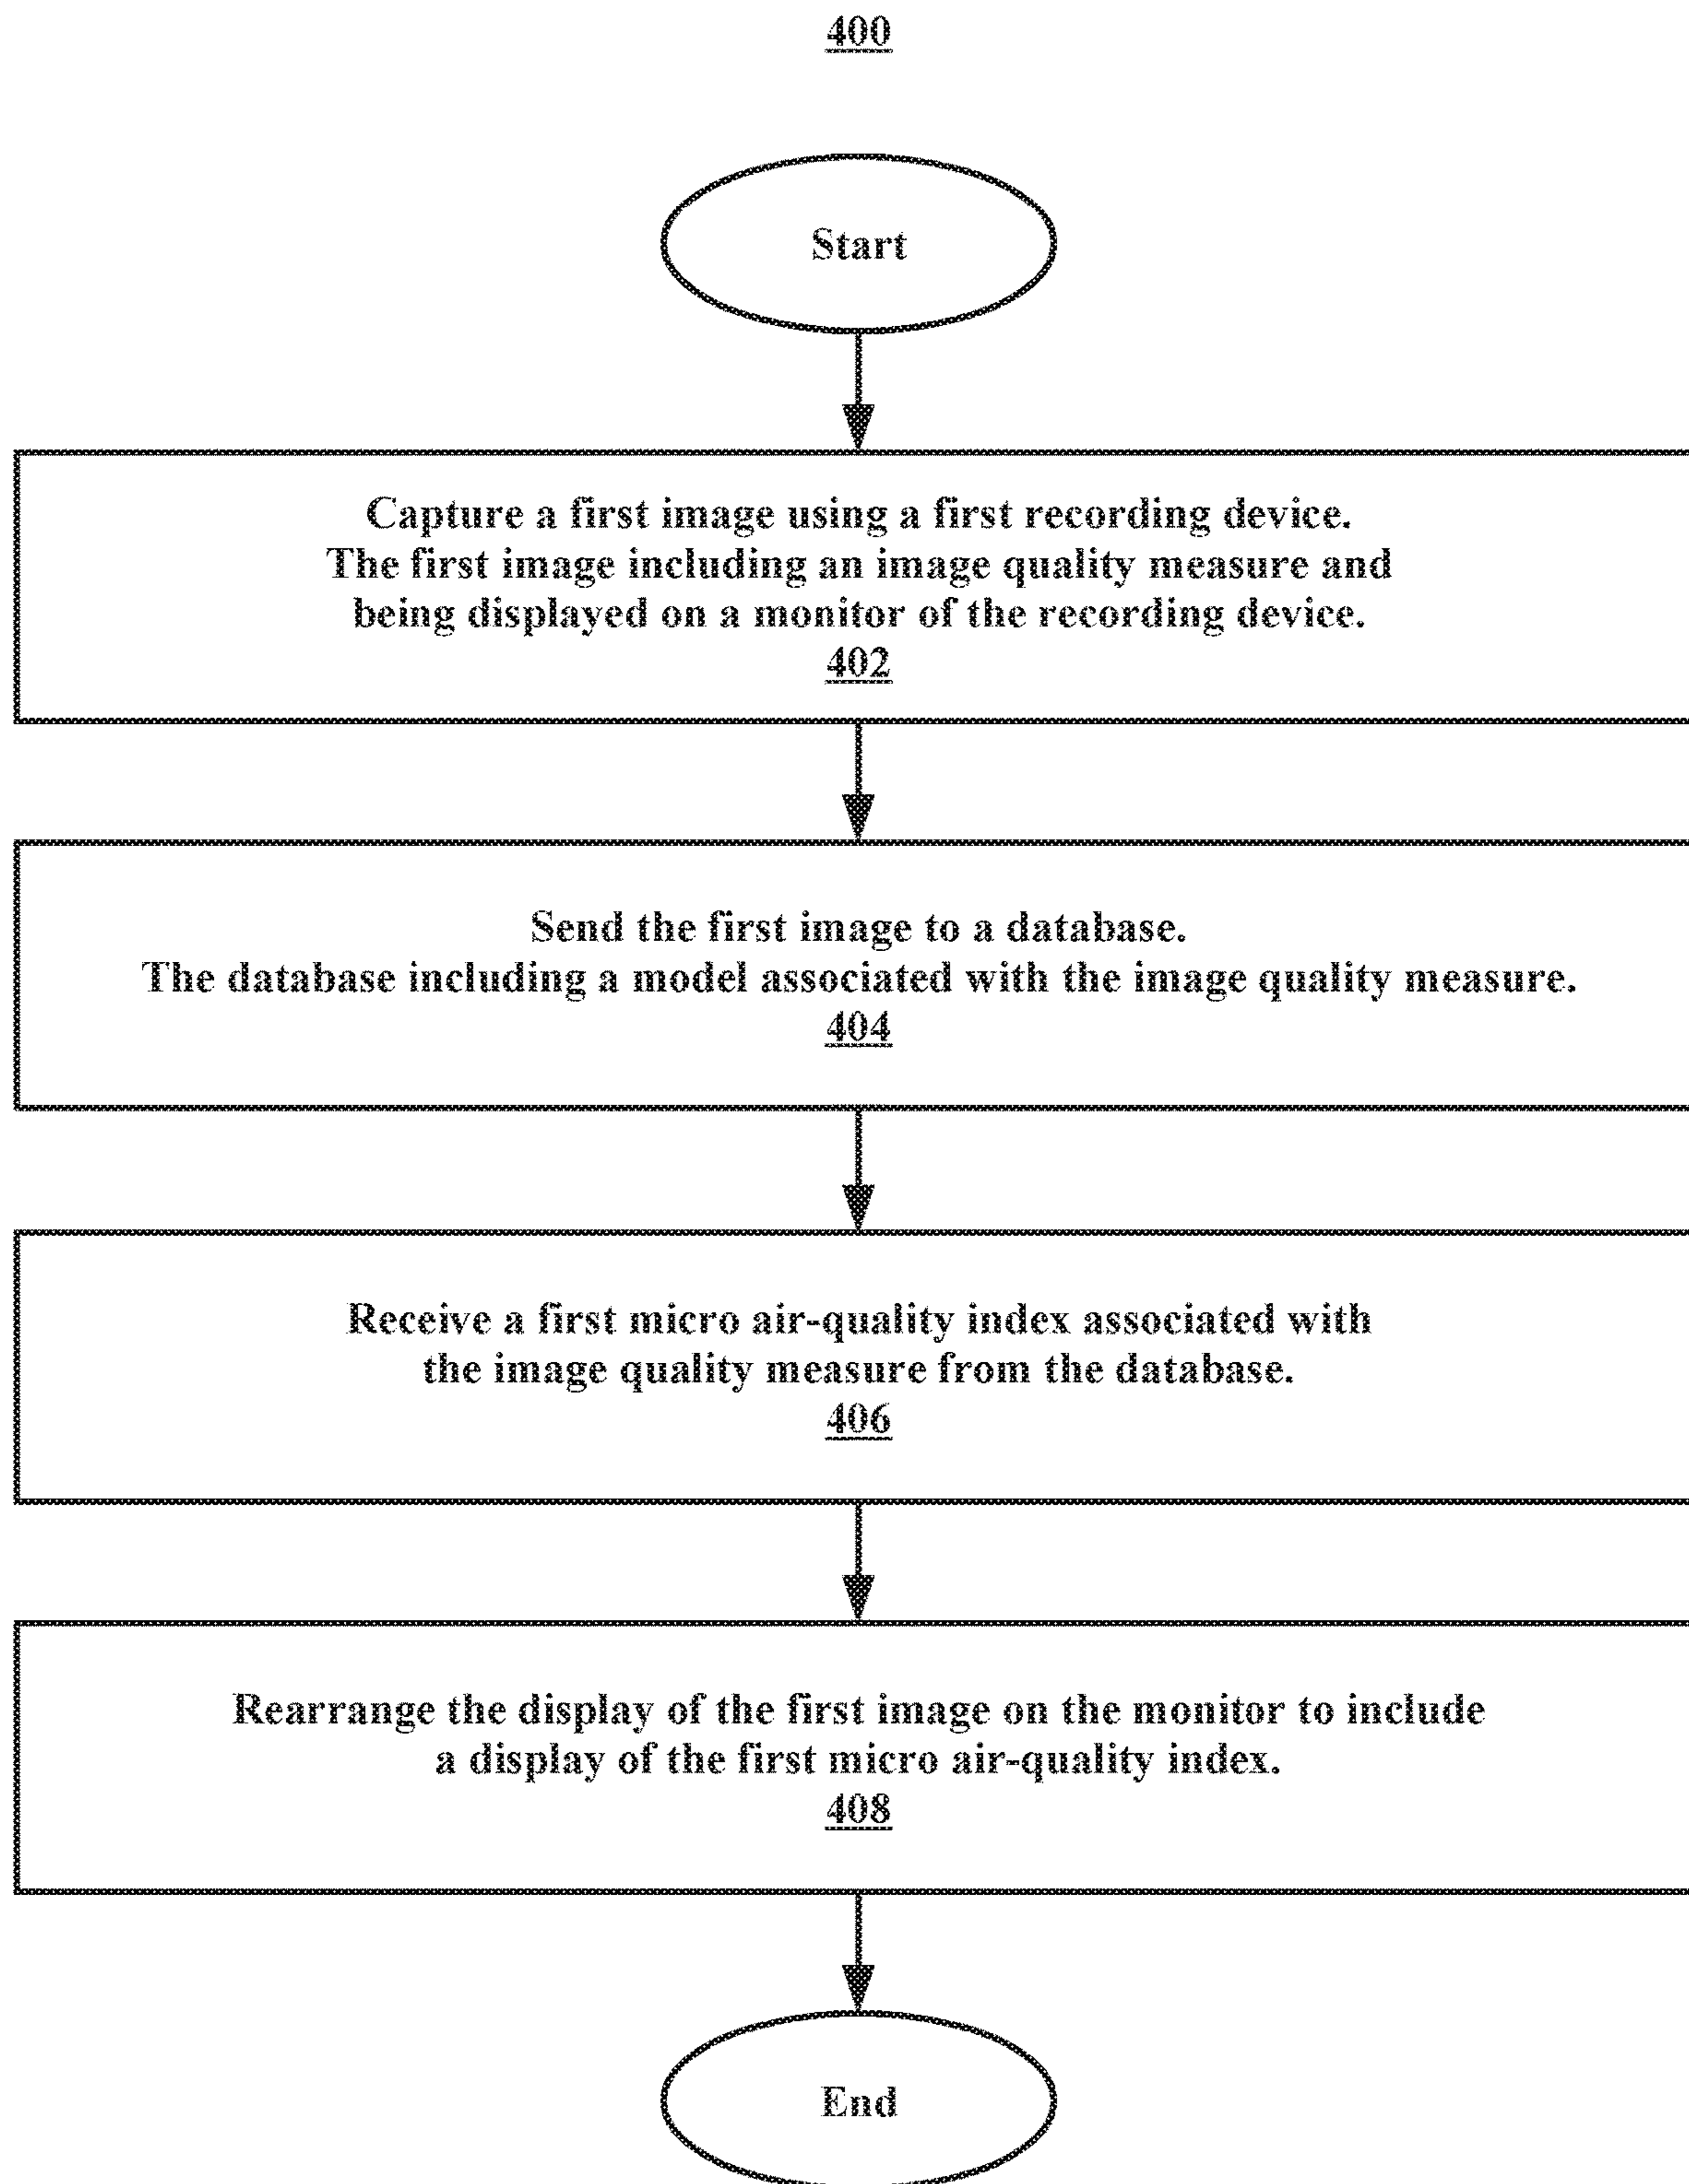 400
Start
Capture a first image using a first recording device.
The first image including an image quality measure and
being displayed on a monitor of the recording device.
402
Send the first image to a database.
The database including a model associated with the image quality measure.
404
Receive a first micro air-quality index associated with
the image quality measure from the database.
406
Rearrange the display of the first image on the monitor to include
a display of the first micro air-quality index.
408
End